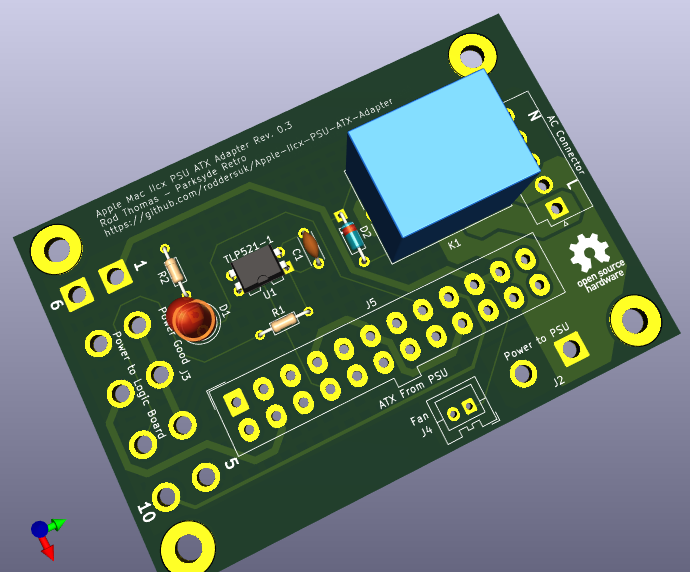 Apple Mac IIcx PSU ATX Adapter Rev. 0.3
Rod Thomas – Parksyde Retro
https://github.com/roddersuk/Apple-IIcx-PSU-ATX-Adapter
N
AC Connector
L
K1
D2
C1
TLP521-1
U1
R2
D1
Power Good
R1
J5
1
6
Power to Logic Board
J3
5
10
ATX From PSU
Fan
J4
Power to PSU
J2
open source
hardware